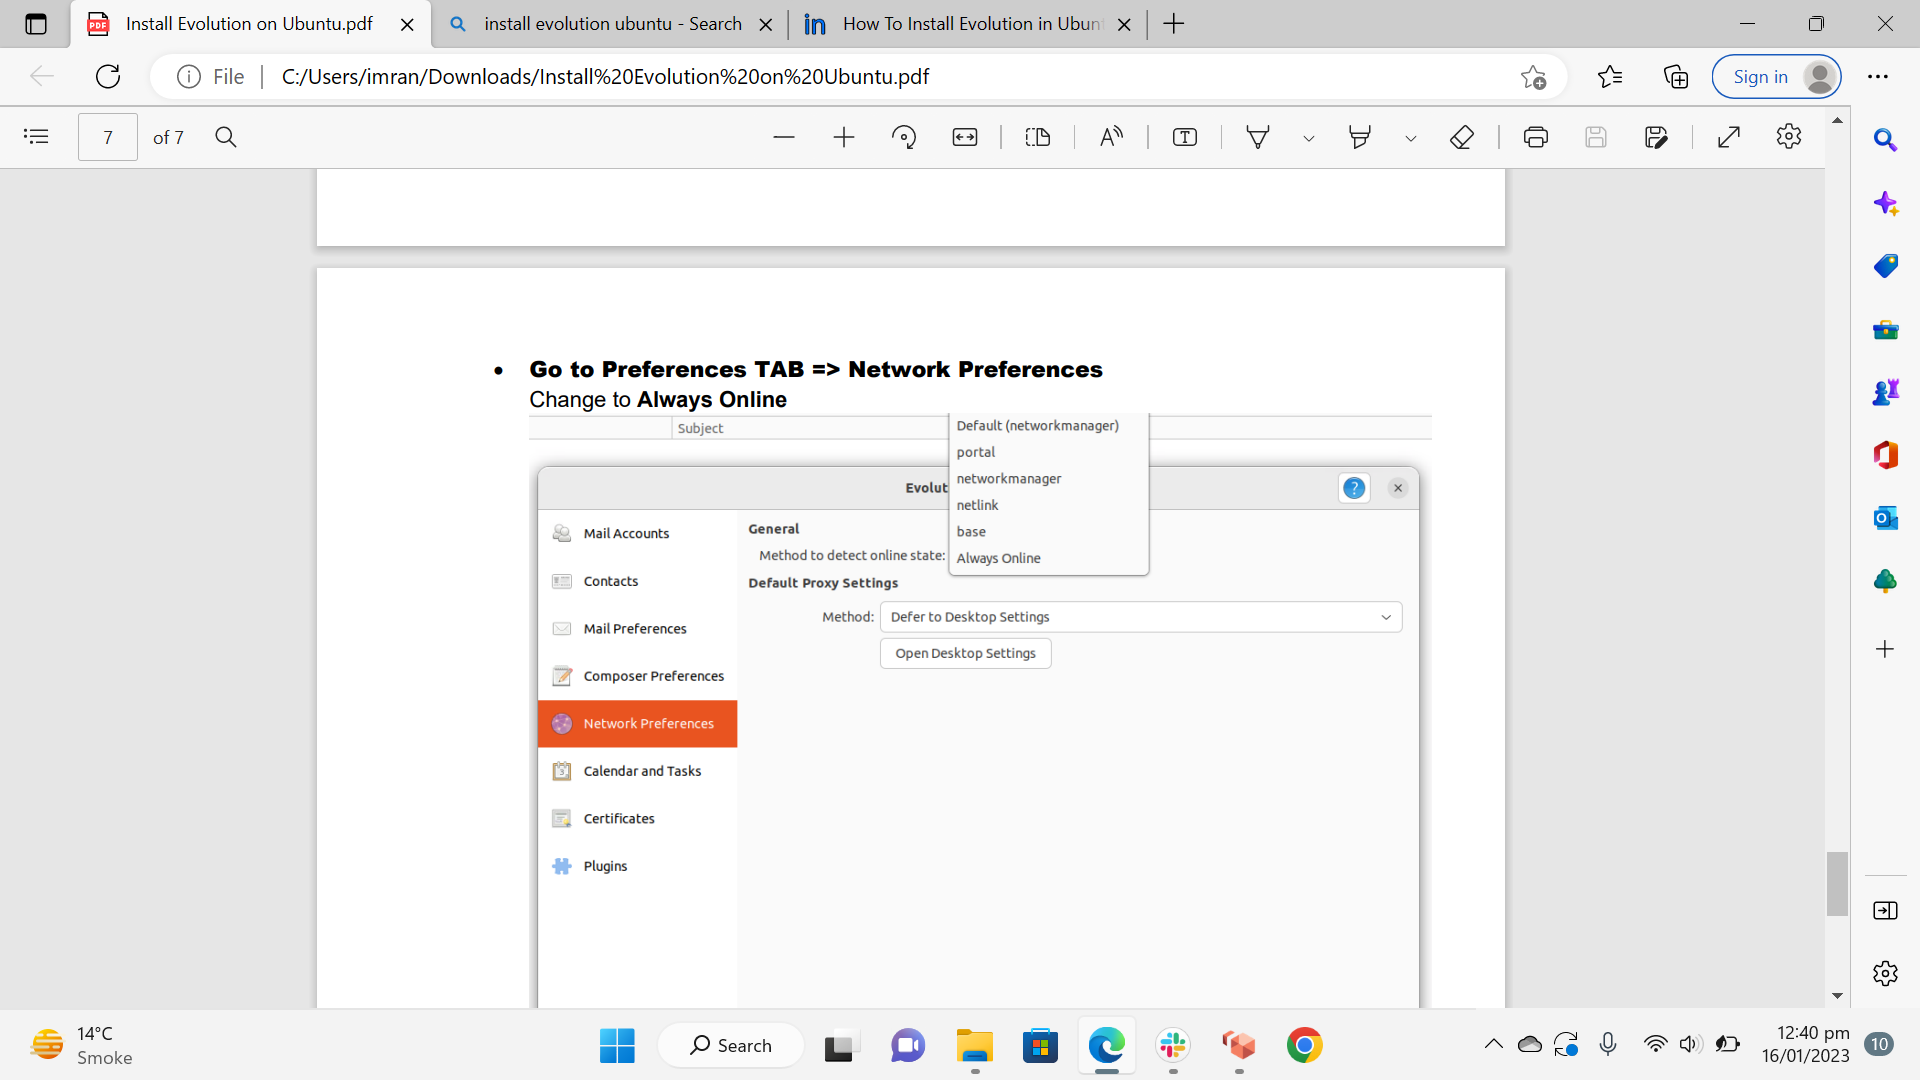 Install Evolution on Ubuntu.pdf
install evolution ubuntu - Search
in How To Install Evolution in Ubun
File
C:/Users/imran/Downloads/Install%20Evolution%20on%20Ubuntu.pdf
Sign in
7 of 7
• Go to Preferences TAB => Network Preferences
Change to Always Online
Subject
Default (networkmanager)
portal
networkmanager
netlink
base
Always Online
Evolut
Mail Accounts
Contacts
Mail Preferences
Composer Preferences
Network Preferences
Calendar and Tasks
Certificates
Plugins
General
Method to detect online state:
Default Proxy Settings
Method: Defer to Desktop Settings
Open Desktop Settings
14°C
Smoke
Search
12:40 pm
16/01/2023
10